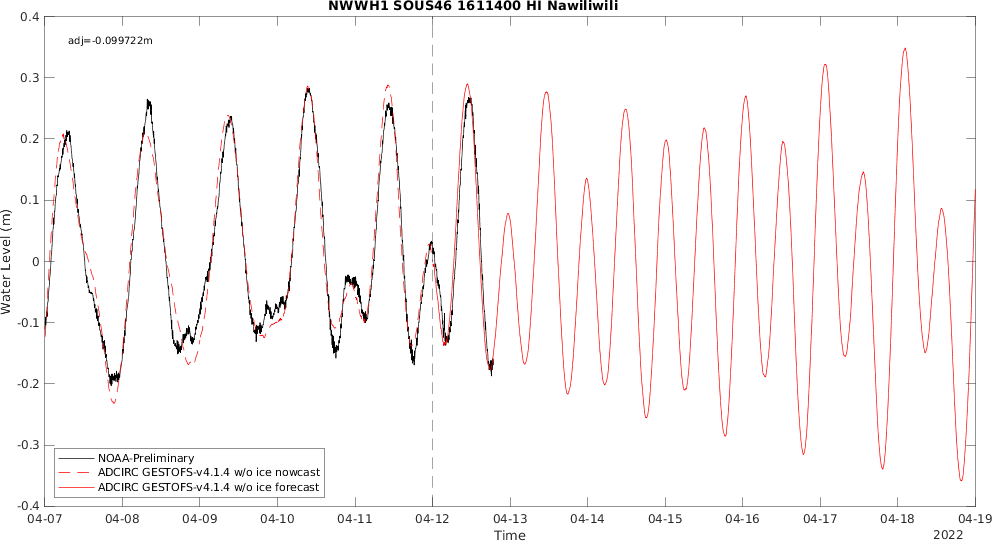 NWWH1 SOUS46 1611400 HI Nawiliwili
adj=-0.099722m
0.4
0.3
0.2
0.1
0
-0.1
-0.2
-0.3
-0.4
Water Level (m)
NOAA-Preliminary
ADCIRC GESTOFS-v4.1.4 w/o ice nowcast
ADCIRC GESTOFS-v4.1.4 w/o ice forecast
04-07 04-08 04-09 04-10 04-11 04-12 04-13 04-14 04-15 04-16 04-17 04-18 04-19
Time
2022